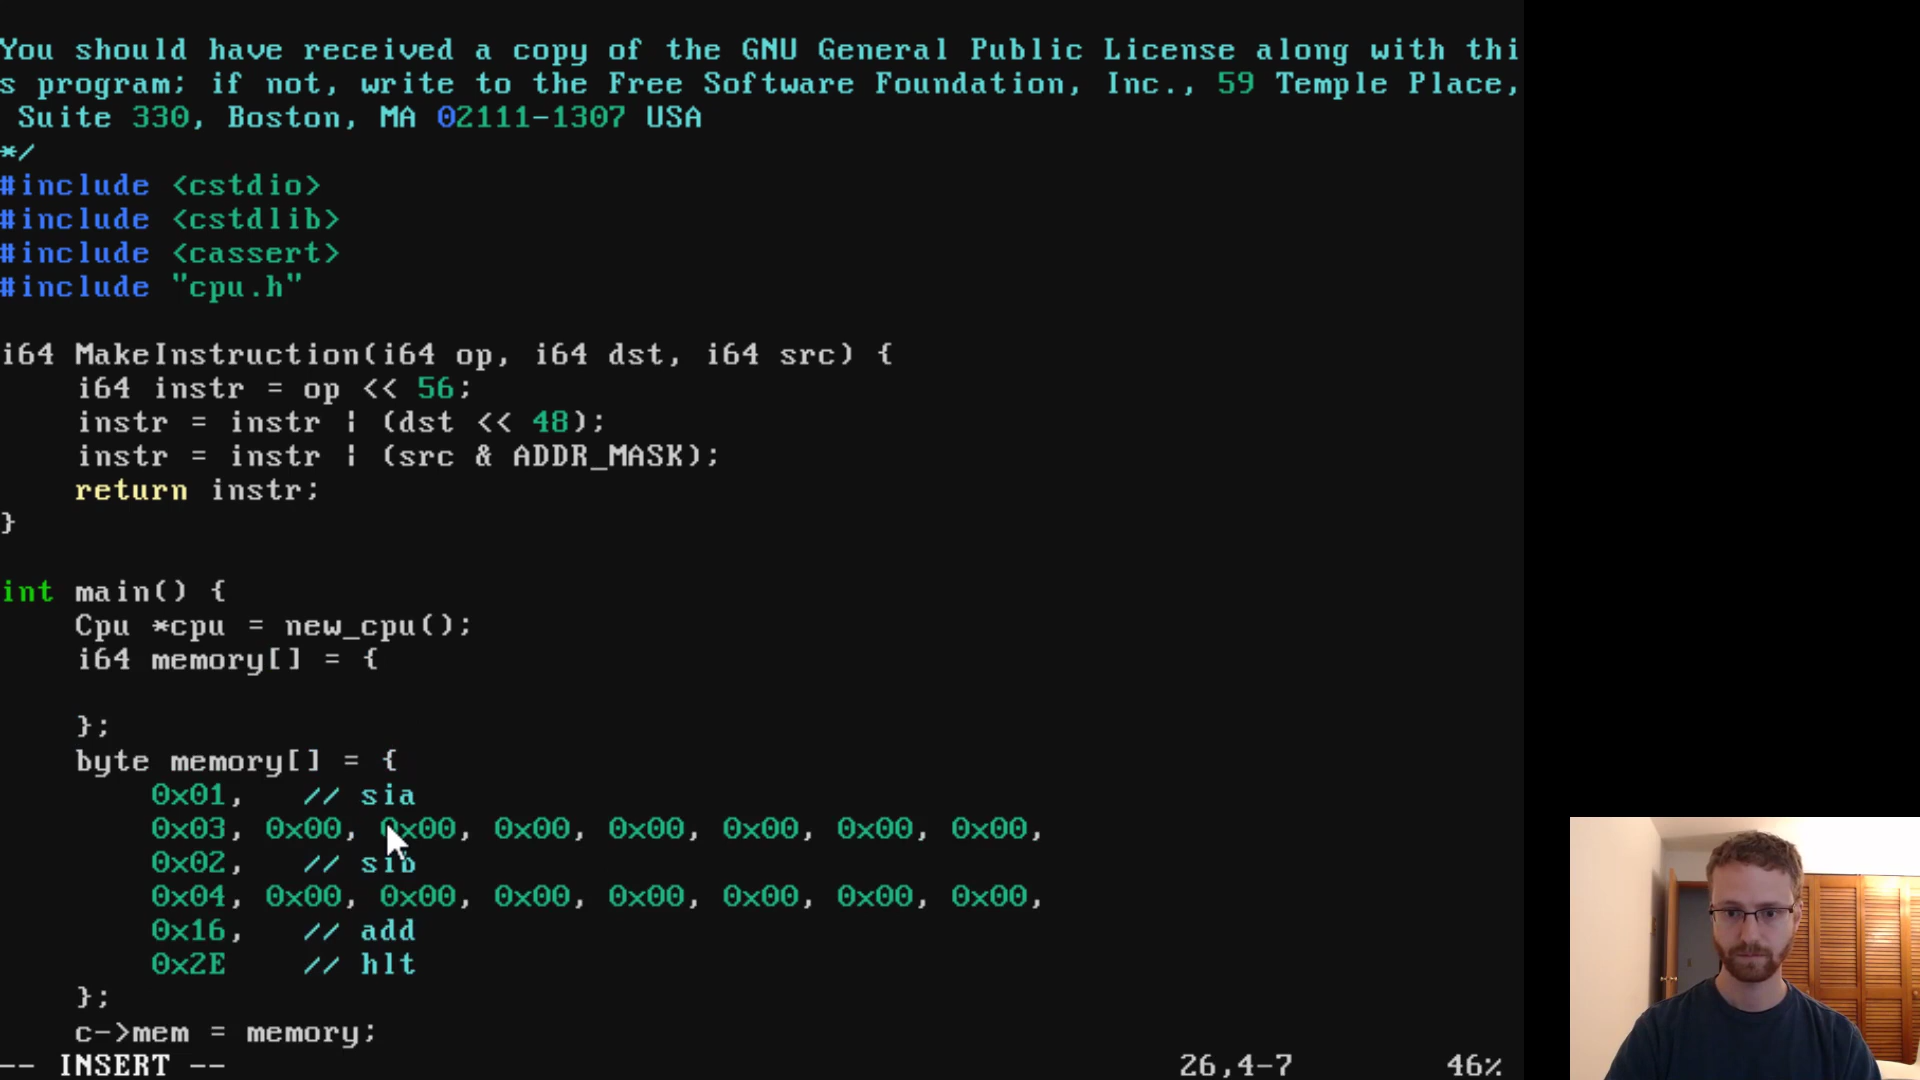 You should have received a copy of the GNU General Public License along with thi
s program; if not, write to the Free Software Foundation, Inc., 59 Temple Place,
Suite 330, Boston, MA 02111-1307 USA
*/
#include <cstdio>
#include <cstdlib>
#include <cassert>
#include "cpu.h"
i64 MakeInstruction(i64 op, i64 dst, i64 src) {
i64 instr = op << 56;
instr = instr | (dst << 48);
instr = instr | (src & ADDR_MASK);
return instr;
}
int main() {
Cpu *cpu = new_cpu();
i64 memory[] = {
};
byte memory[] = {
0x01, // sia
0x03, 0x00, 0x00, 0x00, 0x00, 0x00, 0x00, 0x00,
0x02, // sib
0x04, 0x00, 0x00, 0x00, 0x00, 0x00, 0x00, 0x00,
0x16, // add
0x2E // hlt
};
c->mem = memory;
-- INSERT -- 26,4-7 46%